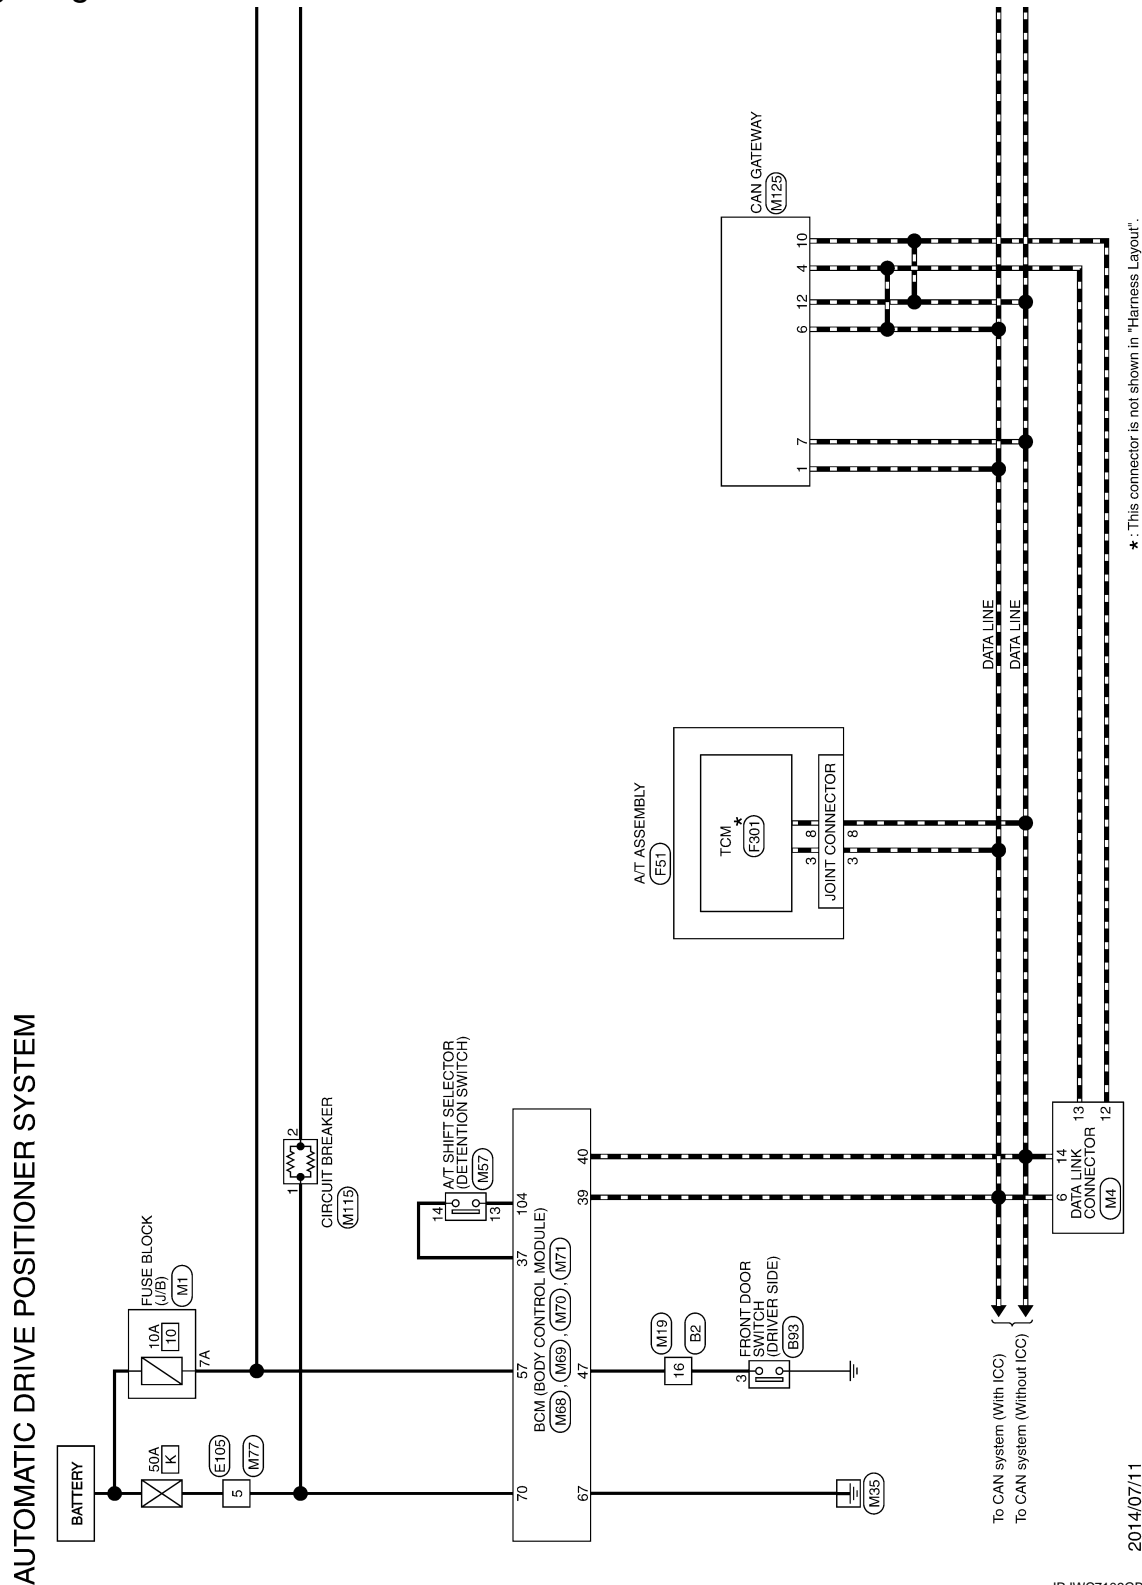 AUTOMATIC DRIVE POSITIONER SYSTEM
BATTERY
50A
K
E105
5
M77
FUSE BLOCK
(J/B)
M1
10A
10
7A
1
2
CIRCUIT BREAKER
M115
A/T SHIFT SELECTOR
(DETENTION SWITCH)
M57
14
13
70
57
37
104
BCM (BODY CONTROL MODULE)
M68 , M69 , M70 , M71
67
47
39
40
M35
M19
16
B2
FRONT DOOR
SWITCH
(DRIVER SIDE)
B93
3
A/T ASSEMBLY
F51
TCM *
F301
3
8
JOINT CONNECTOR
3
8
CAN GATEWAY
M125
1
7
6
12
4
10
DATA LINE
DATA LINE
To CAN system (With ICC)
To CAN system (Without ICC)
6
14
DATA LINK
CONNECTOR
M4
13
12
* : This connector is not shown in "Harness Layout".
2014/07/11